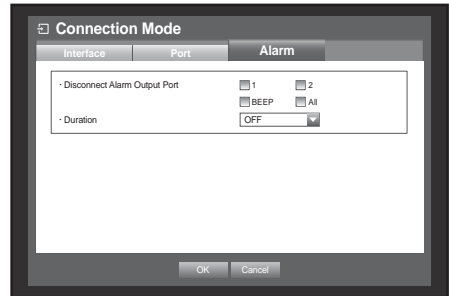 Connection Mode
Interface Port Alarm
· Disconnect Alarm Output Port 1 2
BEEP All
· Duration OFF
OK Cancel